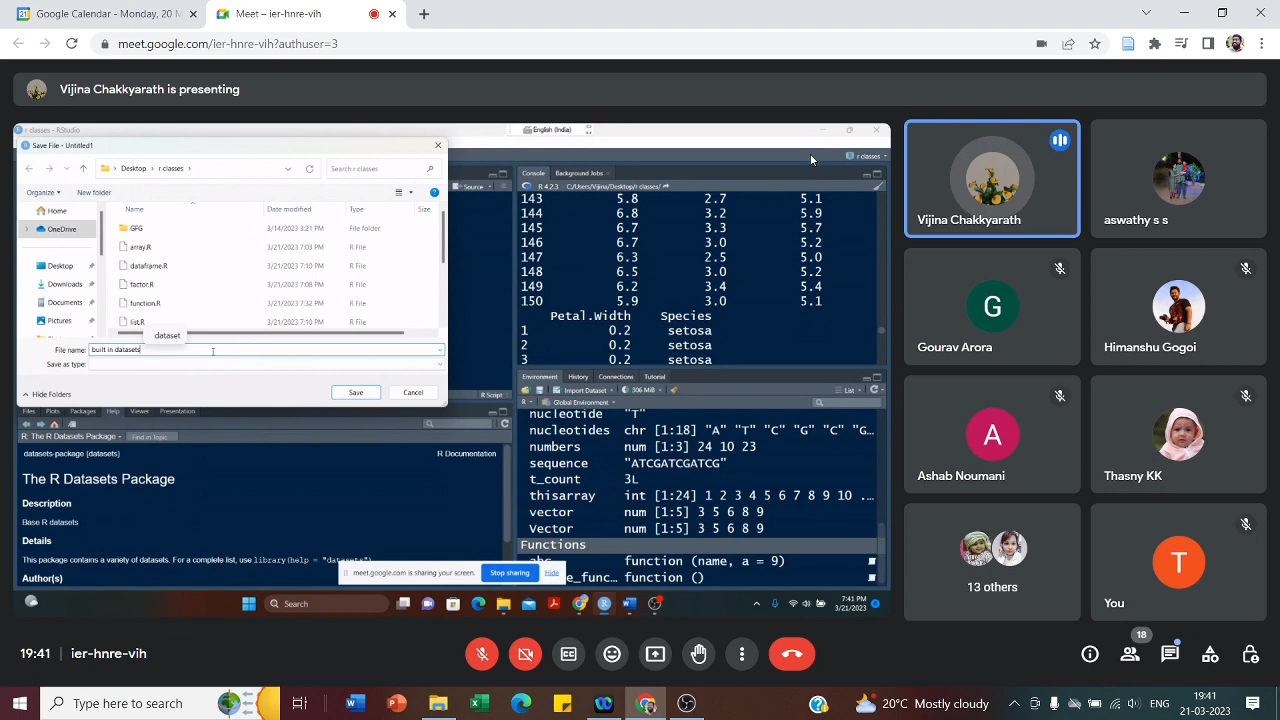 Google Calendar - Monday, 20 M
Meet – ier-hnre-vih
meet.google.com/ier-hnre-vih?authuser=3
Vijina Chakkyarath is presenting
r classes - RStudio
English (India)
Save File - Untitled1
Desktop > r classes >
Search r classes
Organize
New folder
Home
OneDrive
Desktop
Downloads
Documents
Pictures
Name Date modified Type Size
GFG 3/14/2023 3:21 PM File folder
array.R 3/21/2023 7:03 PM R File
dataframe.R 3/21/2023 7:10 PM R File
factor.R 3/21/2023 7:08 PM R File
function.R 3/21/2023 7:32 PM R File
list.R 3/21/2023 7:10 PM R File
dataset
File name: built in datasets
Save as type:
Hide Folders
Save
Cancel
r classes
Source
R Script
Console Background Jobs
R 4.2.3 · C:/Users/Vijina/Desktop/r classes/
143 5.8 2.7 5.1
144 6.8 3.2 5.9
145 6.7 3.3 5.7
146 6.7 3.0 5.2
147 6.3 2.5 5.0
148 6.5 3.0 5.2
149 6.2 3.4 5.4
150 5.9 3.0 5.1
Petal.Width Species
1 0.2 setosa
2 0.2 setosa
3 0.2 setosa
Environment History Connections Tutorial
Import Dataset 306 MiB List
R Global Environment
nucleotide "T"
nucleotides chr [1:18] "A" "T" "C" "G" "C" "G…
numbers num [1:3] 24 10 23
sequence "ATCGATCGATCG"
t_count 3L
thisarray int [1:24] 1 2 3 4 5 6 7 8 9 10 ...
vector num [1:5] 3 5 6 8 9
Vector num [1:5] 3 5 6 8 9
Functions
abc function (name, a = 9)
e_func… function ()
Files Plots Packages Help Viewer Presentation
R: The R Datasets Package
Find in Topic
datasets-package {datasets}
R Documentation
The R Datasets Package
Description
Base R datasets
Details
This package contains a variety of datasets. For a complete list, use library(help = "datasets").
Author(s)
meet.google.com is sharing your screen.
Stop sharing
Hide
Search
7:41 PM
3/21/2023
Vijina Chakkyarath
aswathy s s
G
Gourav Arora
Himanshu Gogoi
A
Ashab Noumani
Thasny KK
13 others
T
You
19:41 | ier-hnre-vih
18
Type here to search
20°C Mostly cloudy
ENG
19:41
21-03-2023